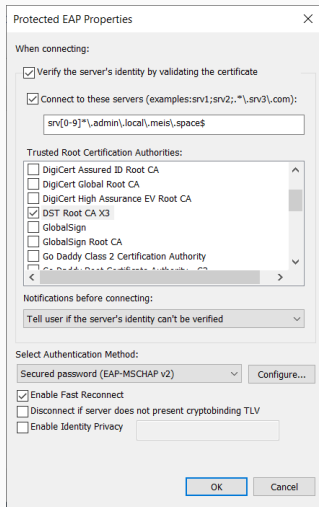 Protected EAP Properties
When connecting:
Verify the server's identity by validating the certificate
Connect to these servers (examples:srv1;srv2;.*\.srv3\.com):
srv[0-9]*\.admin\.local\.meis\.space$
Trusted Root Certification Authorities:
DigiCert Assured ID Root CA
DigiCert Global Root CA
DigiCert High Assurance EV Root CA
DST Root CA X3
GlobalSign
GlobalSign Root CA
Go Daddy Class 2 Certification Authority
Notifications before connecting:
Tell user if the server's identity can't be verified
Select Authentication Method:
Secured password (EAP-MSCHAP v2)
Configure...
Enable Fast Reconnect
Disconnect if server does not present cryptobinding TLV
Enable Identity Privacy
OK
Cancel